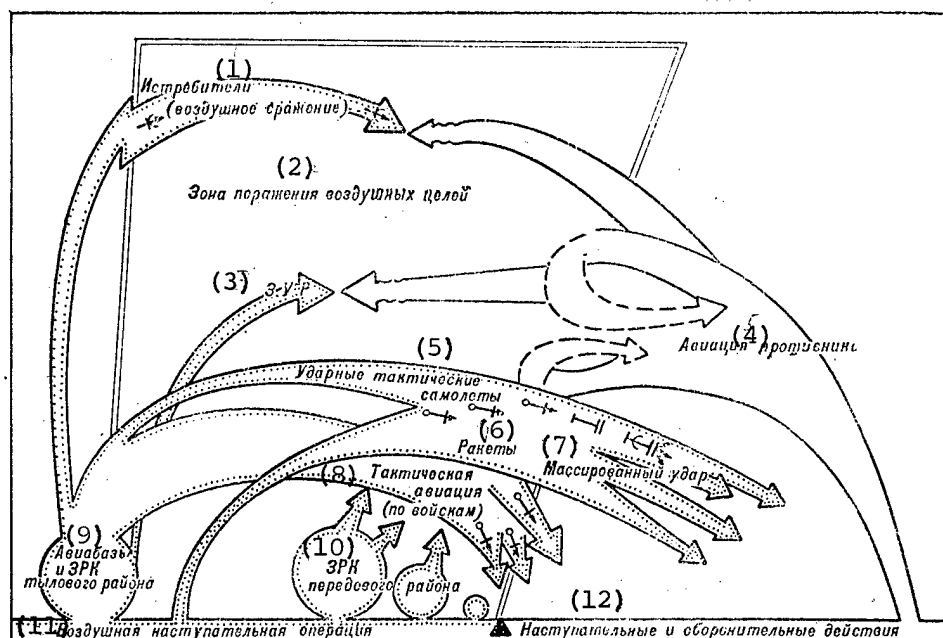 (1)
Истребители
(воздушное сражение)
(2)
Зона поражения воздушных целей
(3) З-У-Р
(4)
Авиация противника
(5)
Ударные тактические
самолеты
(6)
Ракеты
(7)
Массированный удар
(8) Тактическая
авиация
(по войскам)
(9)
Авиабазы
и ЗРК
тылового района
(10)
ЗРК
передового района
(11) Воздушная наступательная операция
(12)
Наступательные и оборонительные действия